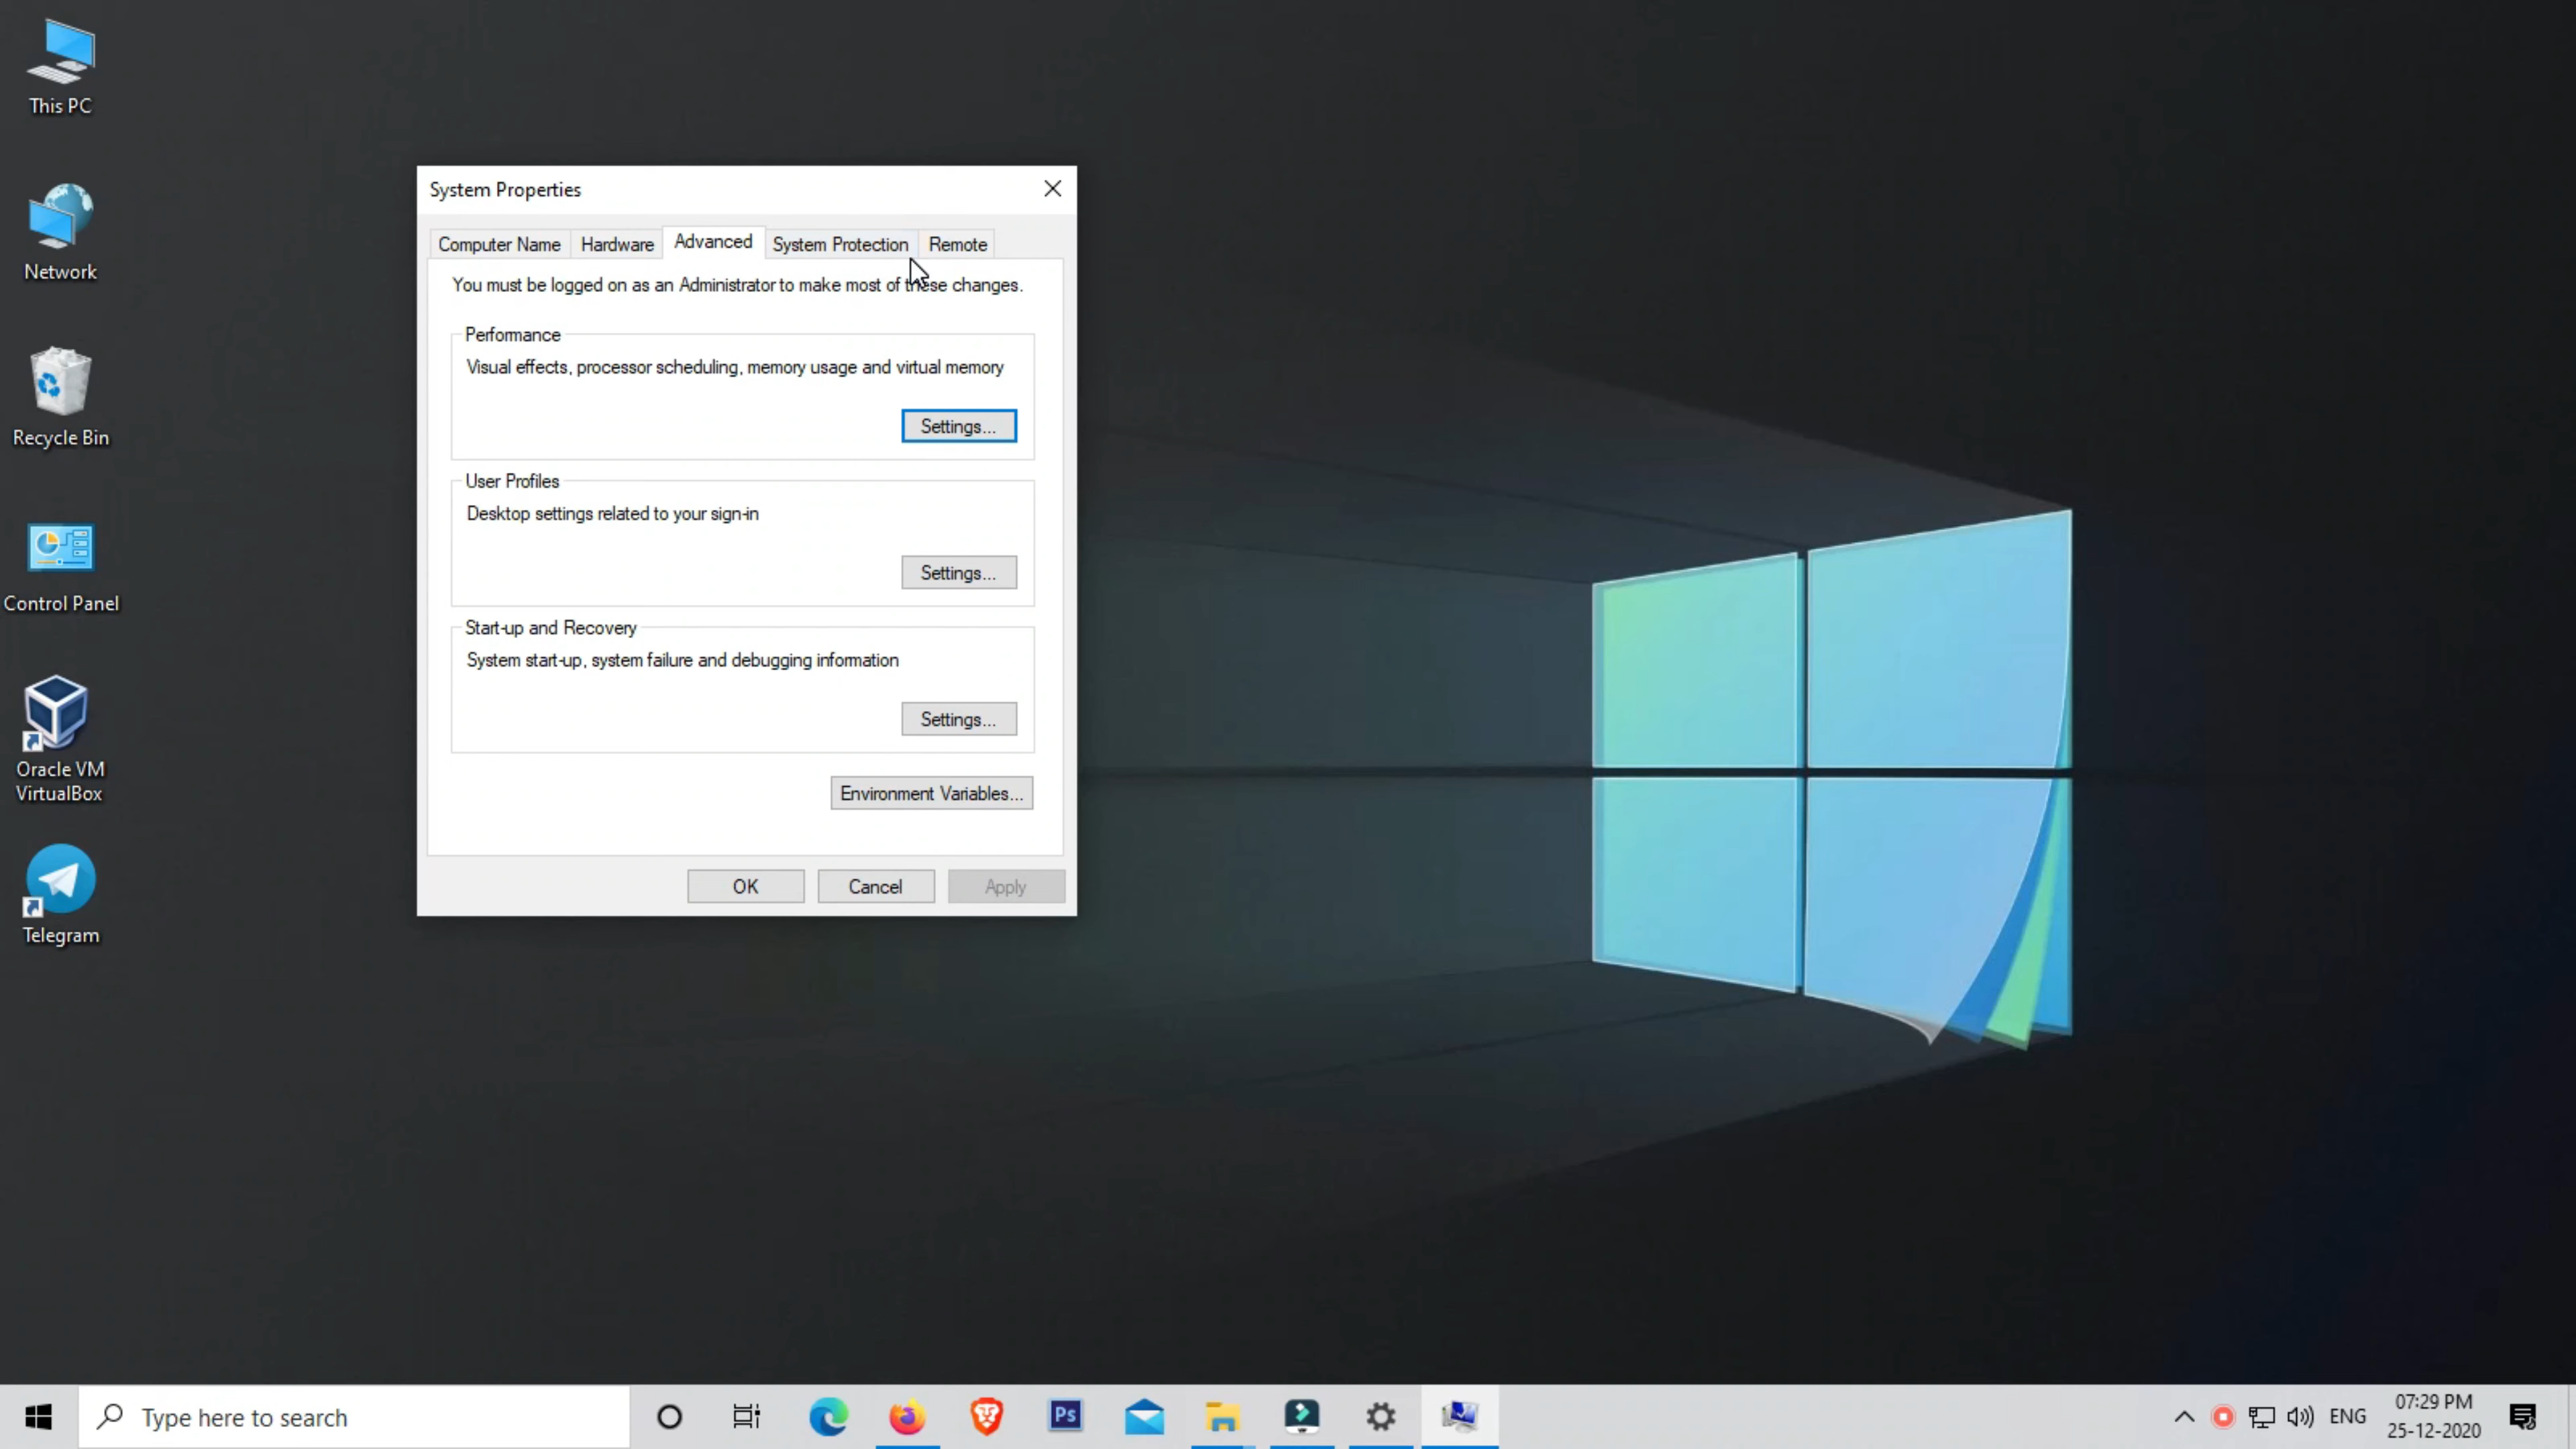 This PC
Network
Recycle Bin
Control Panel
Oracle VM
VirtualBox
Telegram
System Properties
Computer Name Hardware Advanced System Protection Remote
You must be logged on as an Administrator to make most of these changes.
Performance
Visual effects, processor scheduling, memory usage and virtual memory
Settings...
User Profiles
Desktop settings related to your sign-in
Settings...
Start-up and Recovery
System start-up, system failure and debugging information
Settings...
Environment Variables...
OK Cancel Apply
Type here to search
Ps
ENG
07:29 PM
25-12-2020